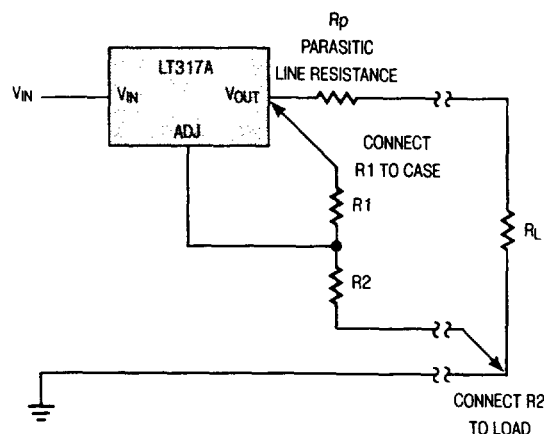 Rp
PARASITIC
LINE RESISTANCE
LT317A
VIN
VIN
VOUT
ADJ
CONNECT
R1 TO CASE
R1
RL
R2
CONNECT R2
TO LOAD